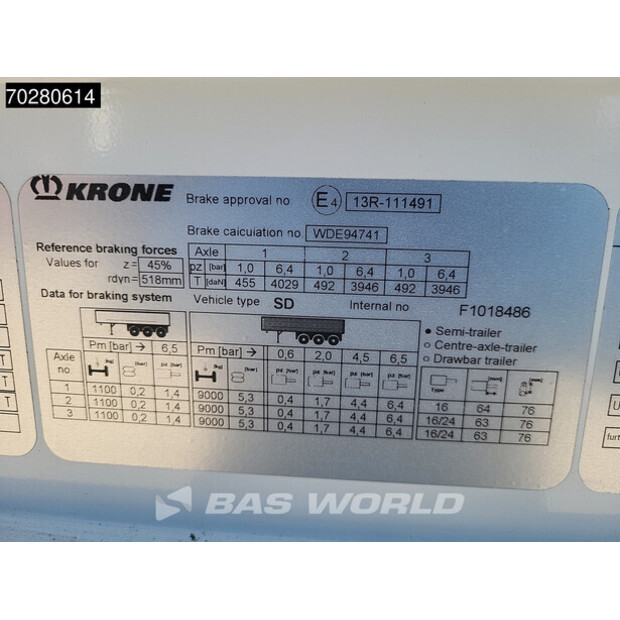 70280614
KRONE
Brake approval no E4 13R-111491
Brake calcuiation no WDE94741
Reference braking forces
Values for z= 45%
rdyn= 518mm
Axle 1 2 3
pz [bar] 1,0 6,4 1,0 6,4 1,0 6,4
T [daN] 455 4029 492 3946 492 3946
Data for braking system
Vehicle type SD
Internal no F1018486
Semi-trailer
Centre-axle-trailer
Drawbar trailer
Pm [bar] → 6,5
Pm [bar] → 0,6 2,0 4,5 6,5
Axle no
Type
1 1100 0,2 1,4 9000 5,3 0,4 1,7 4,4 6,4 16 64 76
2 1100 0,2 1,4 9000 5,3 0,4 1,7 4,4 6,4 16/24 63 76
3 1100 0,2 1,4 9000 5,3 0,4 1,7 4,4 6,4 16/24 63 76
T
T
T
U
furt
BAS WORLD